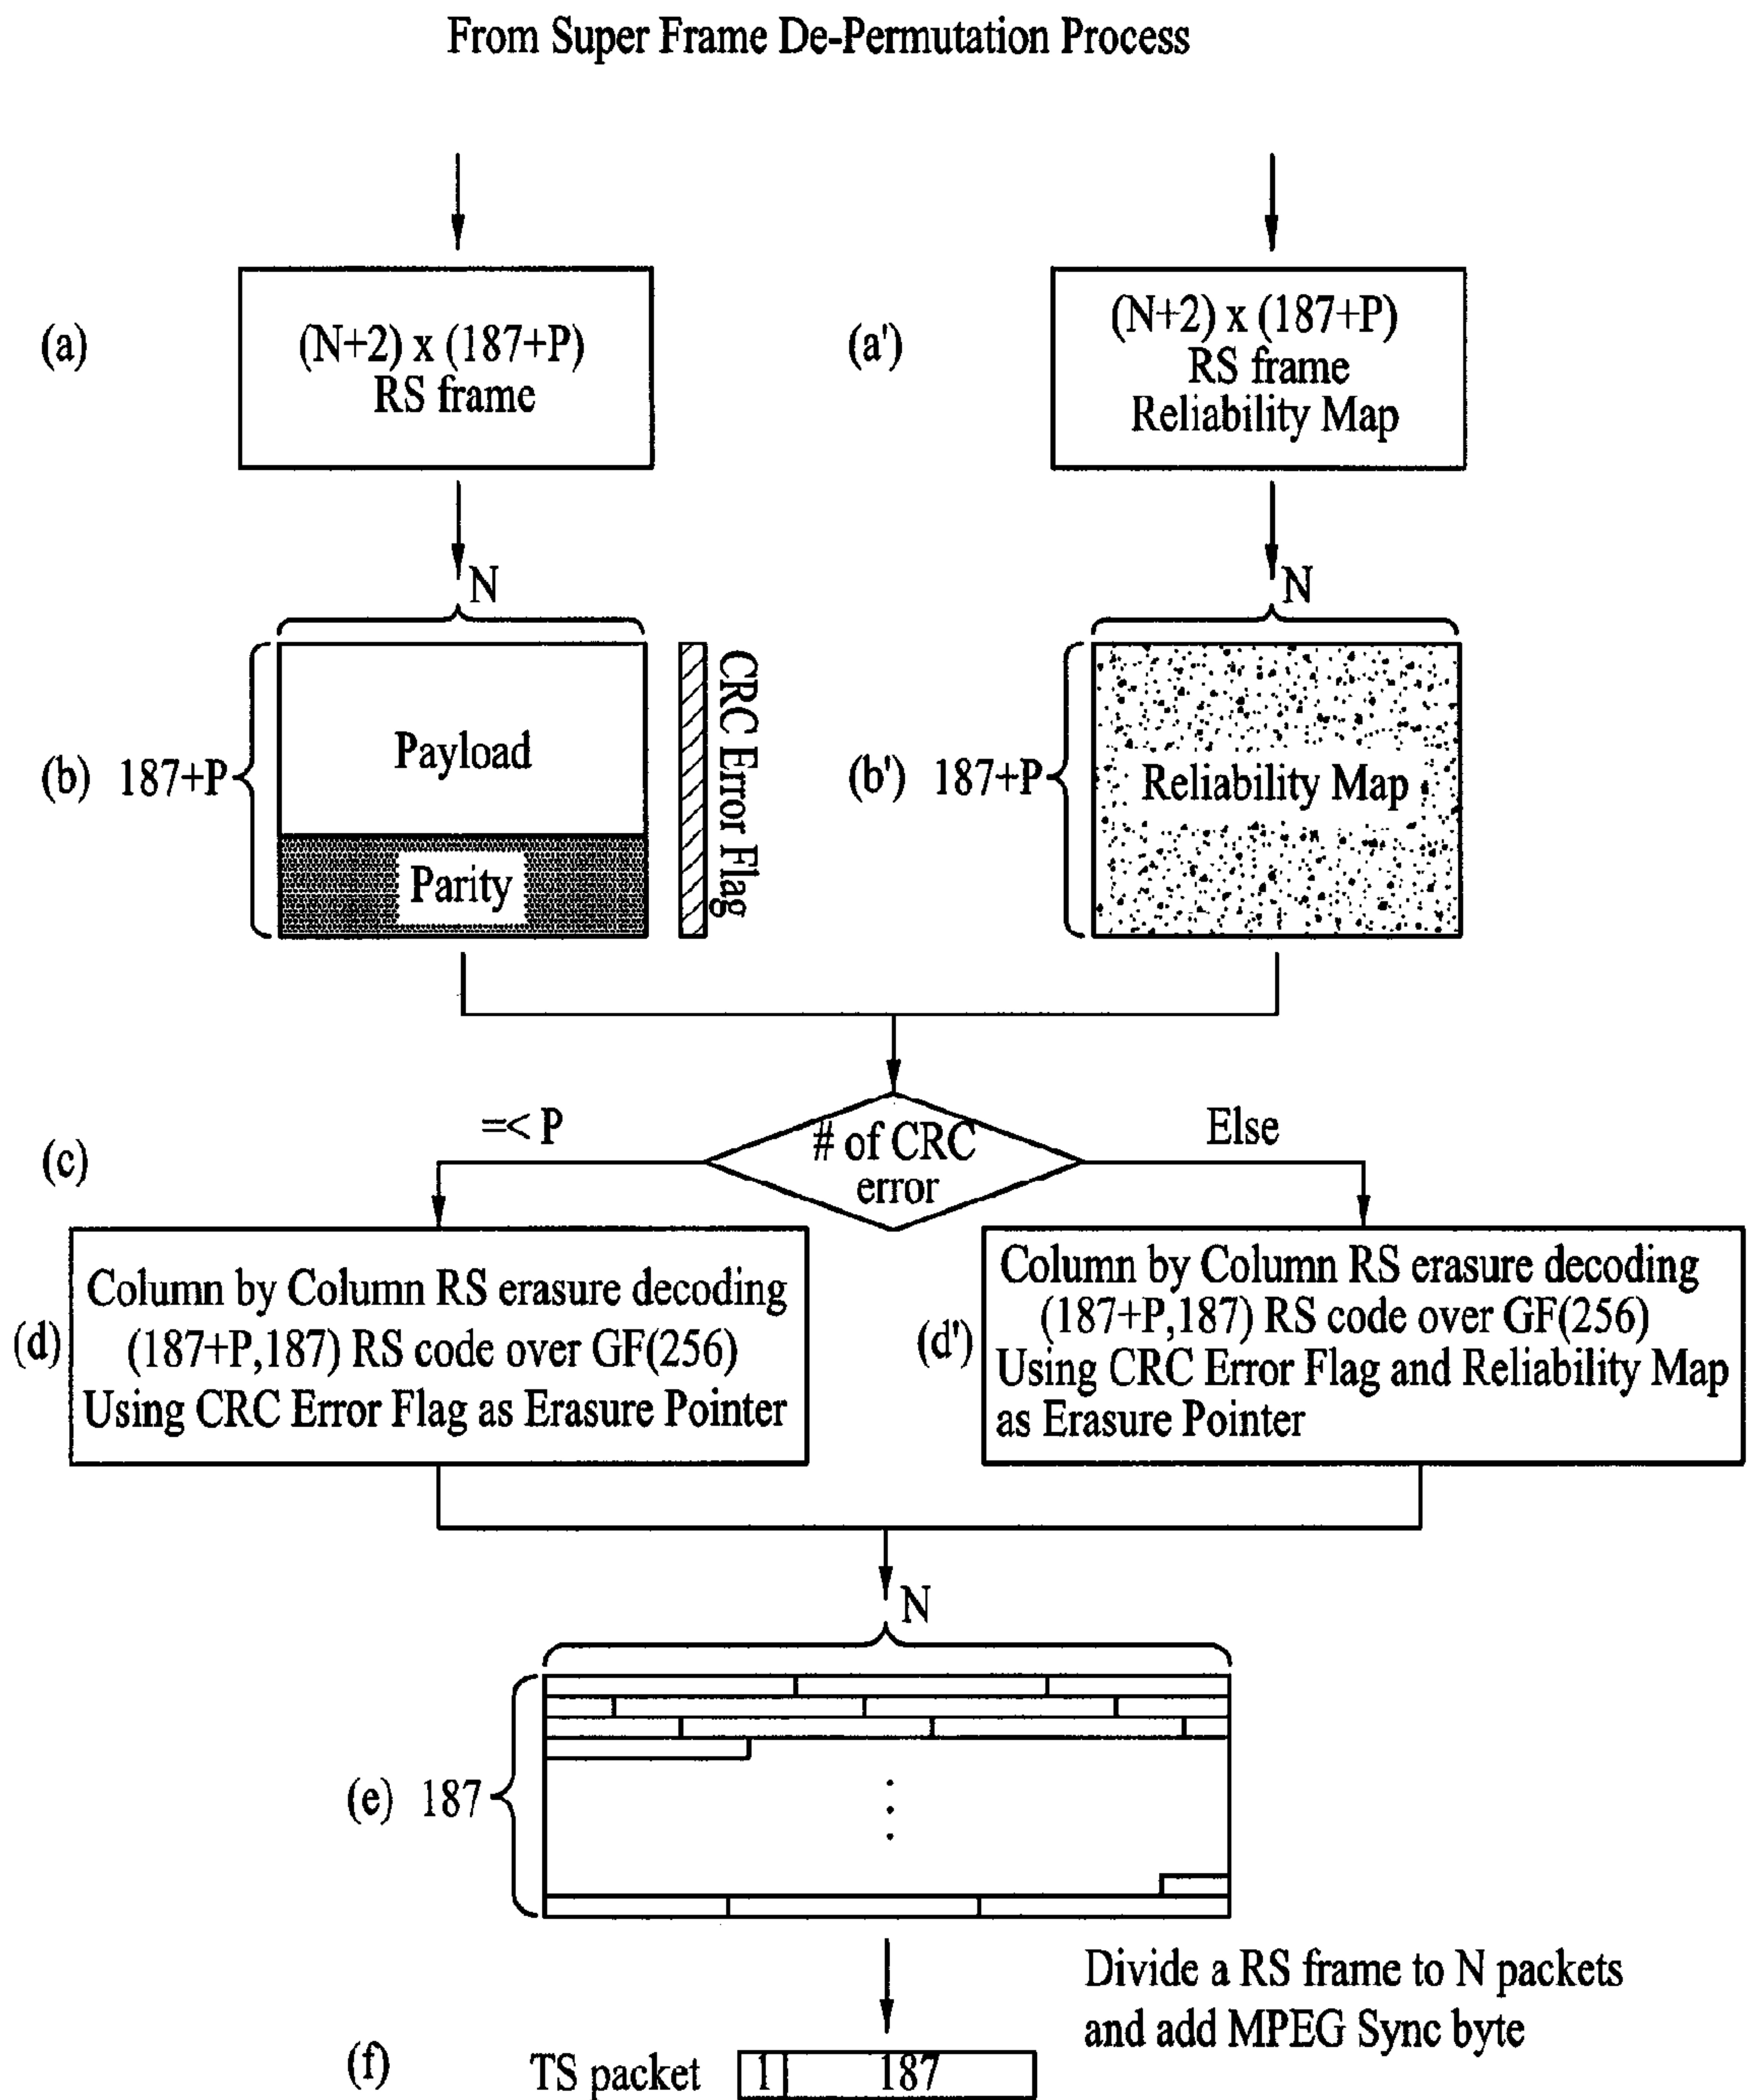 From Super Frame De-Permutation Process
(a)
(N+2) x (187+P)
RS frame
(a')
(N+2) x (187+P)
RS frame
Reliability Map
N
N
(b)
187+P
Payload
Parity
CRC Error Flag
(b')
187+P
Reliability Map
(c)
=< P
# of CRC
error
Else
(d)
Column by Column RS erasure decoding
(187+P,187) RS code over GF(256)
Using CRC Error Flag as Erasure Pointer
(d')
Column by Column RS erasure decoding
(187+P,187) RS code over GF(256)
Using CRC Error Flag and Reliability Map
as Erasure Pointer
N
(e)
187
Divide a RS frame to N packets
and add MPEG Sync byte
(f)
TS packet
1
187